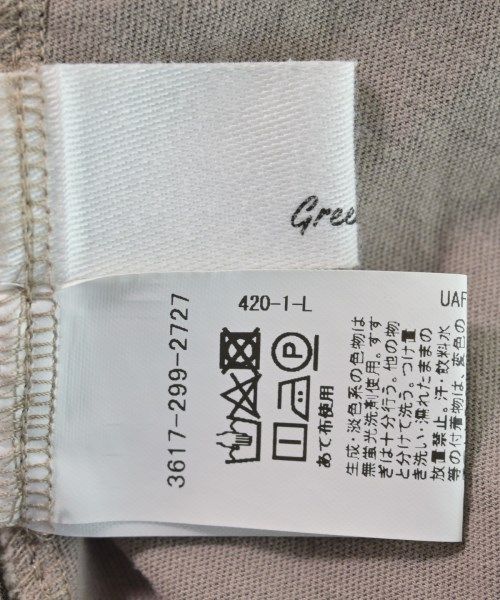 Gree
420-1-L
UAF
3617-299-2727
P
あて布使用
生成・淡色系の色物は
無蛍光洗剤使用。すす
ぎは十分行う。他の物
と分けて洗う。つけ置
き洗い・濡れたままの
放置禁止。汗・飲料水
等の付着物は、変色の